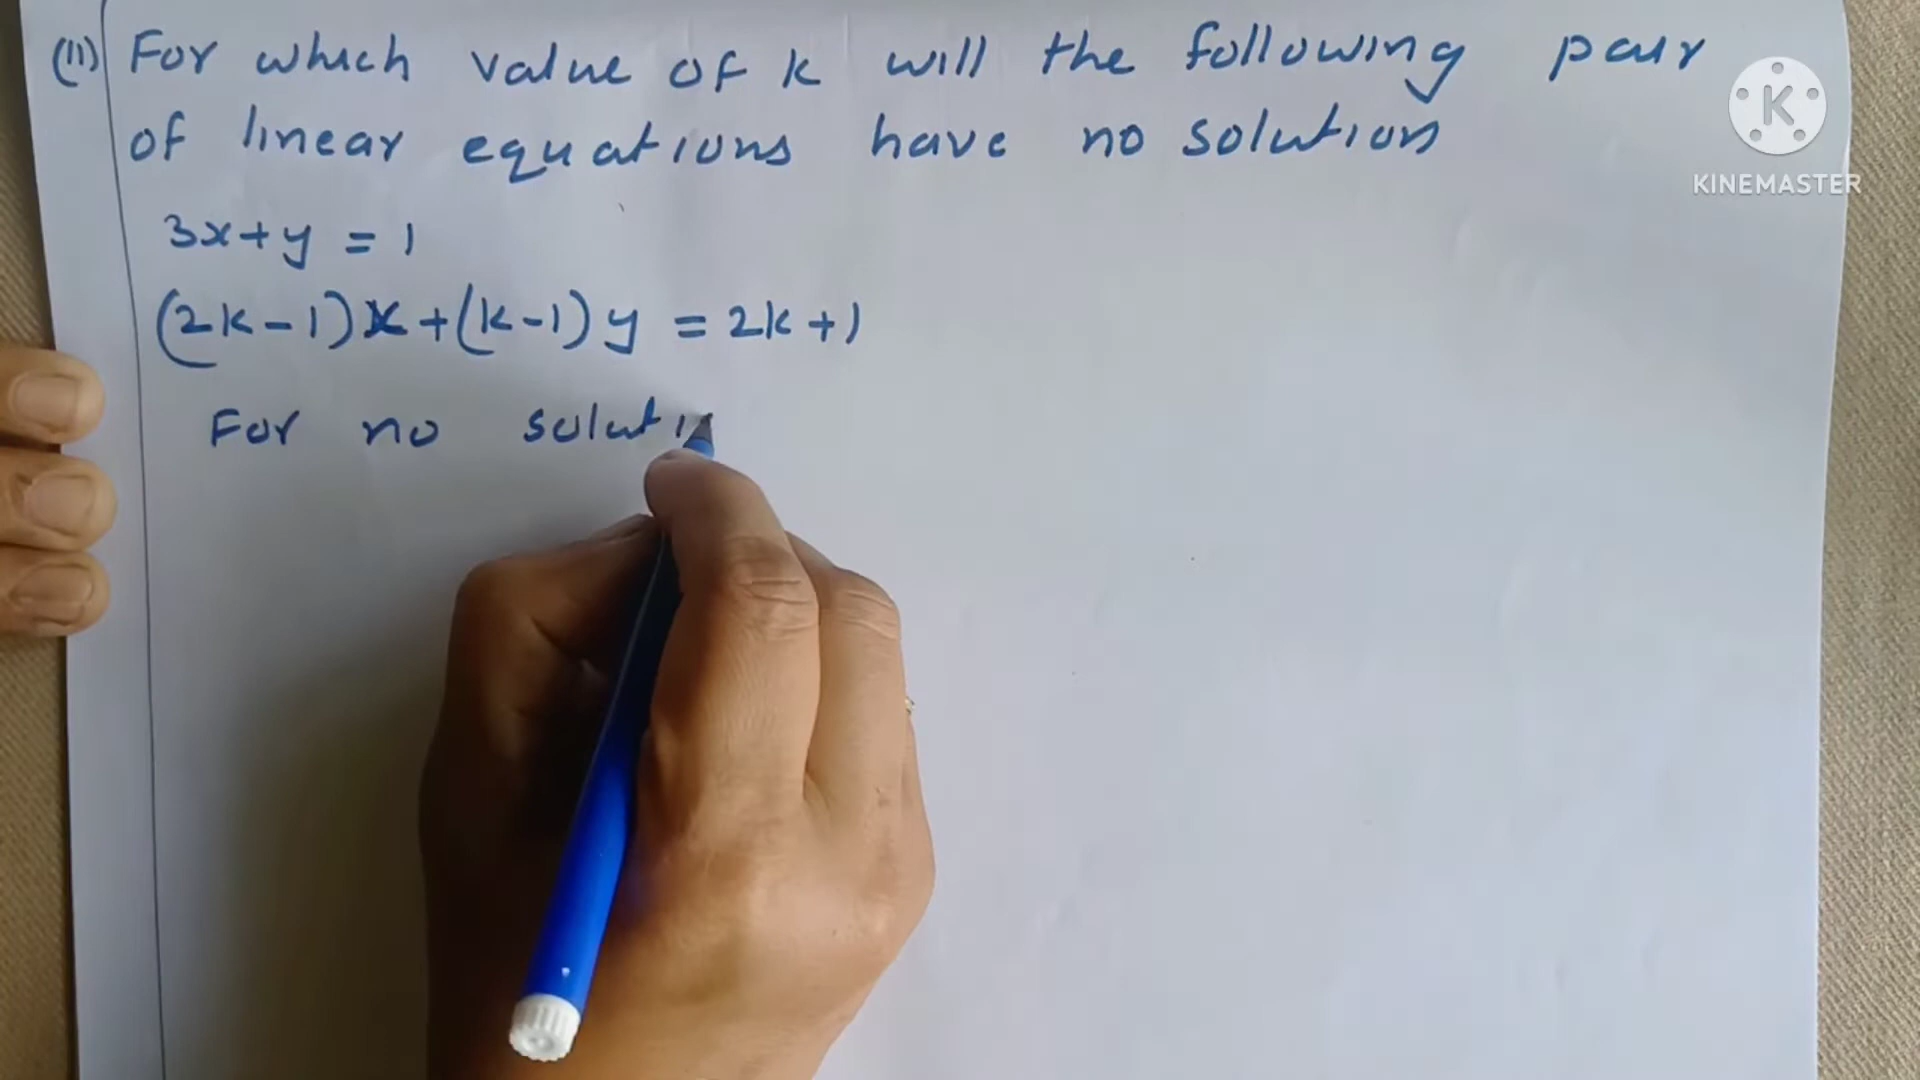 (11) For which value of k will the following pair
of linear equations have no solution
3x+y = 1
(2k-1)x+(k-1)y = 2k+1
For no soluti
K
KINEMASTER